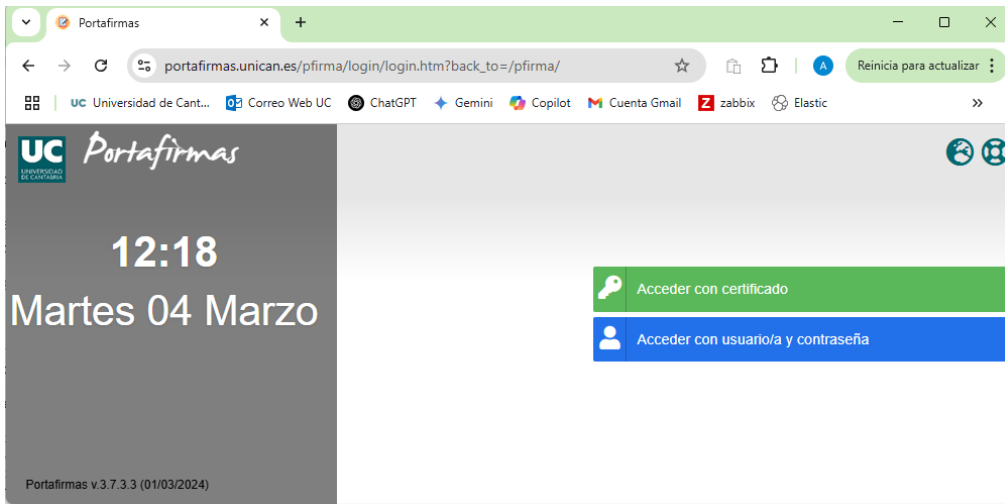 Portafirmas
portafirmas.unican.es/pfirma/login/login.htm?back_to=/pfirma/
A
Reinicia para actualizar
UC Universidad de Cant...
Correo Web UC
ChatGPT
Gemini
Copilot
Cuenta Gmail
Z zabbix
Elastic
»
UC Portafirmas
UNIVERSIDAD
DE CANTABRIA
12:18
Martes 04 Marzo
Acceder con certificado
Acceder con usuario/a y contraseña
Portafirmas v.3.7.3.3 (01/03/2024)